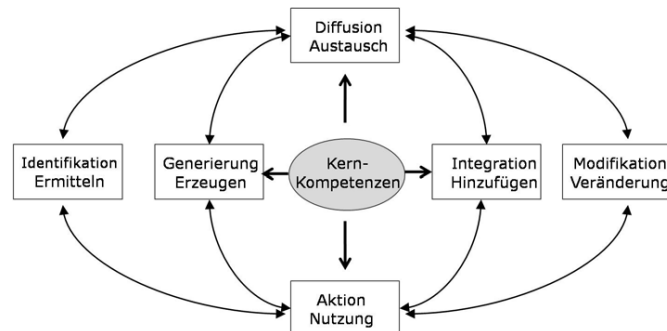 Diffusion
Austausch
Identifikation
Ermitteln
Generierung
Erzeugen
Kern-
Kompetenzen
Integration
Hinzufügen
Modifikation
Veränderung
Aktion
Nutzung